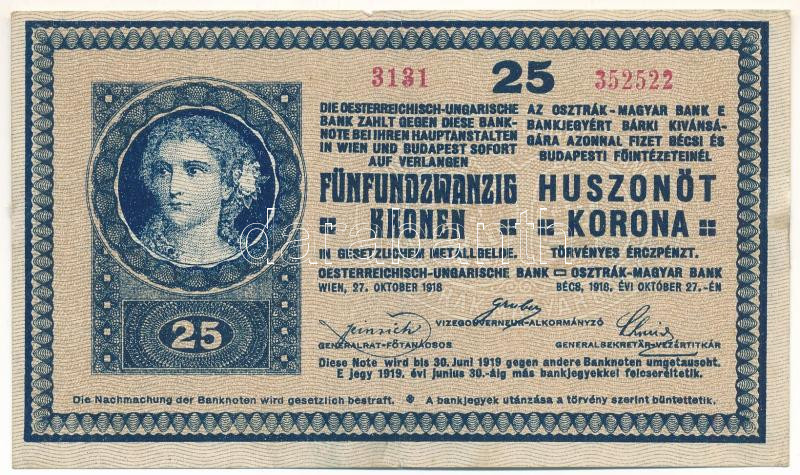 3131 25 352522
DIE OESTERREICHISCH-UNGARISCHE
BANK ZAHLT GEGEN DIESE BANK-
NOTE BEI IHREN HAUPTANSTALTEN
IN WIEN UND BUDAPEST SOFORT
AUF VERLANGEN
FÜNFUNDZWANZIG
KRONEN
IN GESETZLICHEM METALLGELDE.
OESTERREICHISCH-UNGARISCHE BANK
WIEN, 27. OKTOBER 1918
AZ OSZTRÁK-MAGYAR BANK E
BANKJEGYÉRT BÁRKI KIVÁNSÁ-
GÁRA AZONNAL FIZET BÉCSI ÉS
BUDAPESTI FŐINTÉZETEINÉL
HUSZONÖT
KORONA
TÖRVÉNYES ÉRCZPÉNZT.
OSZTRÁK-MAGYAR BANK
BÉCS, 1918. ÉVI OKTÓBER 27.-ÉN
Gruber
VIZEGOUVERNEUR-ALKORMÁNYZÓ
GENERALRAT-FŐTANÁCSOS
GENERALSEKRETÄR-VEZÉRTITKÁR
Diese Note wird bis 30. Juni 1919 gegen andere Banknoten umgetauscht.
E jegy 1919. évi junius 30.-áig más bankjegyekkel felcseréltetik.
25
Die Nachmachung der Banknoten wird gesetzlich bestraft. A bankjegyek utánzása a törvény szerint büntettetik.
darabanth